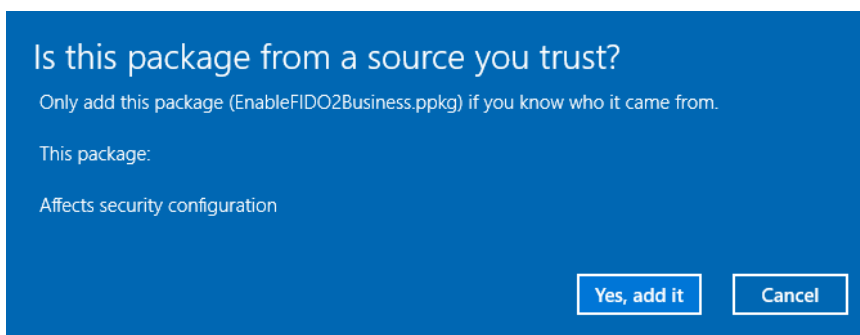 Is this package from a source you trust?
Only add this package (EnableFIDO2Business.ppkg) if you know who it came from.
This package:
Affects security configuration
Yes, add it
Cancel